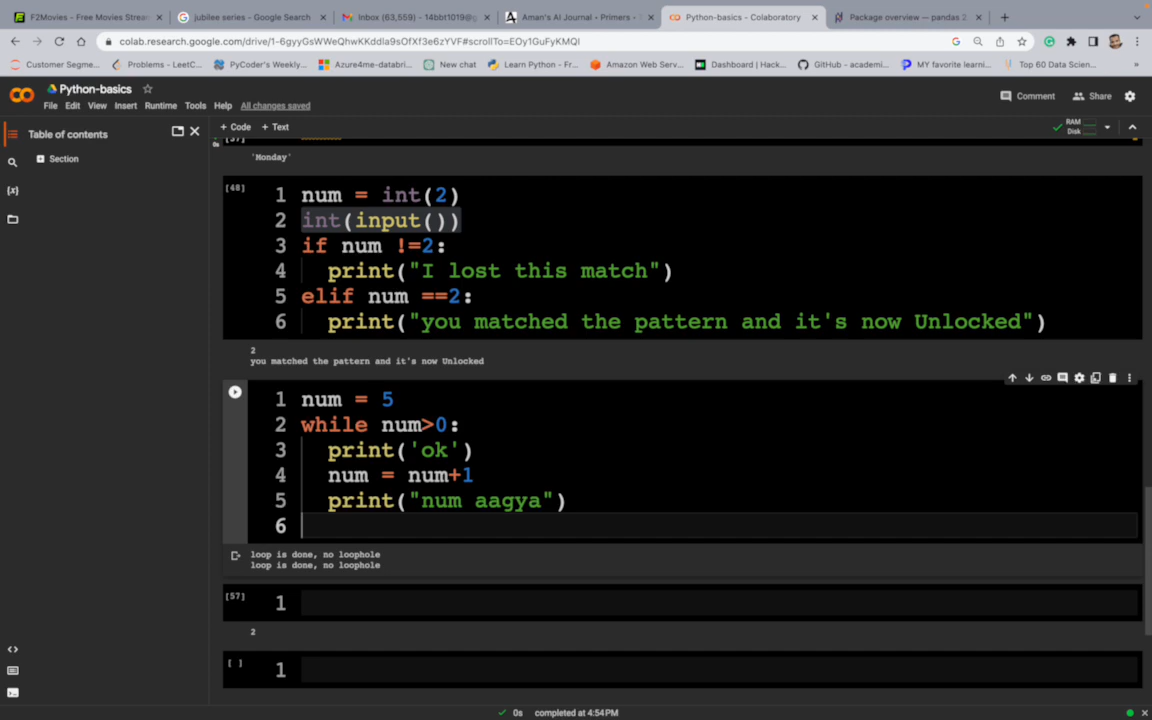 F2Movies - Free Movies Stream
jubilee series - Google Search
Inbox (63,559) - 14bbt1019@g
Aman's AI Journal • Primers •
Python-basics - Colaboratory
Package overview — pandas 2.
colab.research.google.com/drive/1-6gyyGsWWeQhwKKddla9sOfXf3e6zYVF#scrollTo=EOy1GuFyKMQl
Customer Segme...
Problems - LeetC...
PyCoder's Weekly...
Azure4me-databri...
New chat
Learn Python - Fr...
Amazon Web Serv...
Dashboard | Hack...
GitHub - academi...
MY favorite learni...
Top 60 Data Scien...
Python-basics
File Edit View Insert Runtime Tools Help All changes saved
Comment
Share
Table of contents
+ Code + Text
RAM
Disk
Section
'Monday'
[48]
1 num = int(2)
2 int(input())
3 if num !=2:
4 print("I lost this match")
5 elif num ==2:
6 print("you matched the pattern and it's now Unlocked")
2
you matched the pattern and it's now Unlocked
1 num = 5
2 while num>0:
3 print('ok')
4 num = num+1
5 print("num aagya")
6
loop is done, no loophole
loop is done, no loophole
[57] 1
2
[ ] 1
0s completed at 4:54 PM